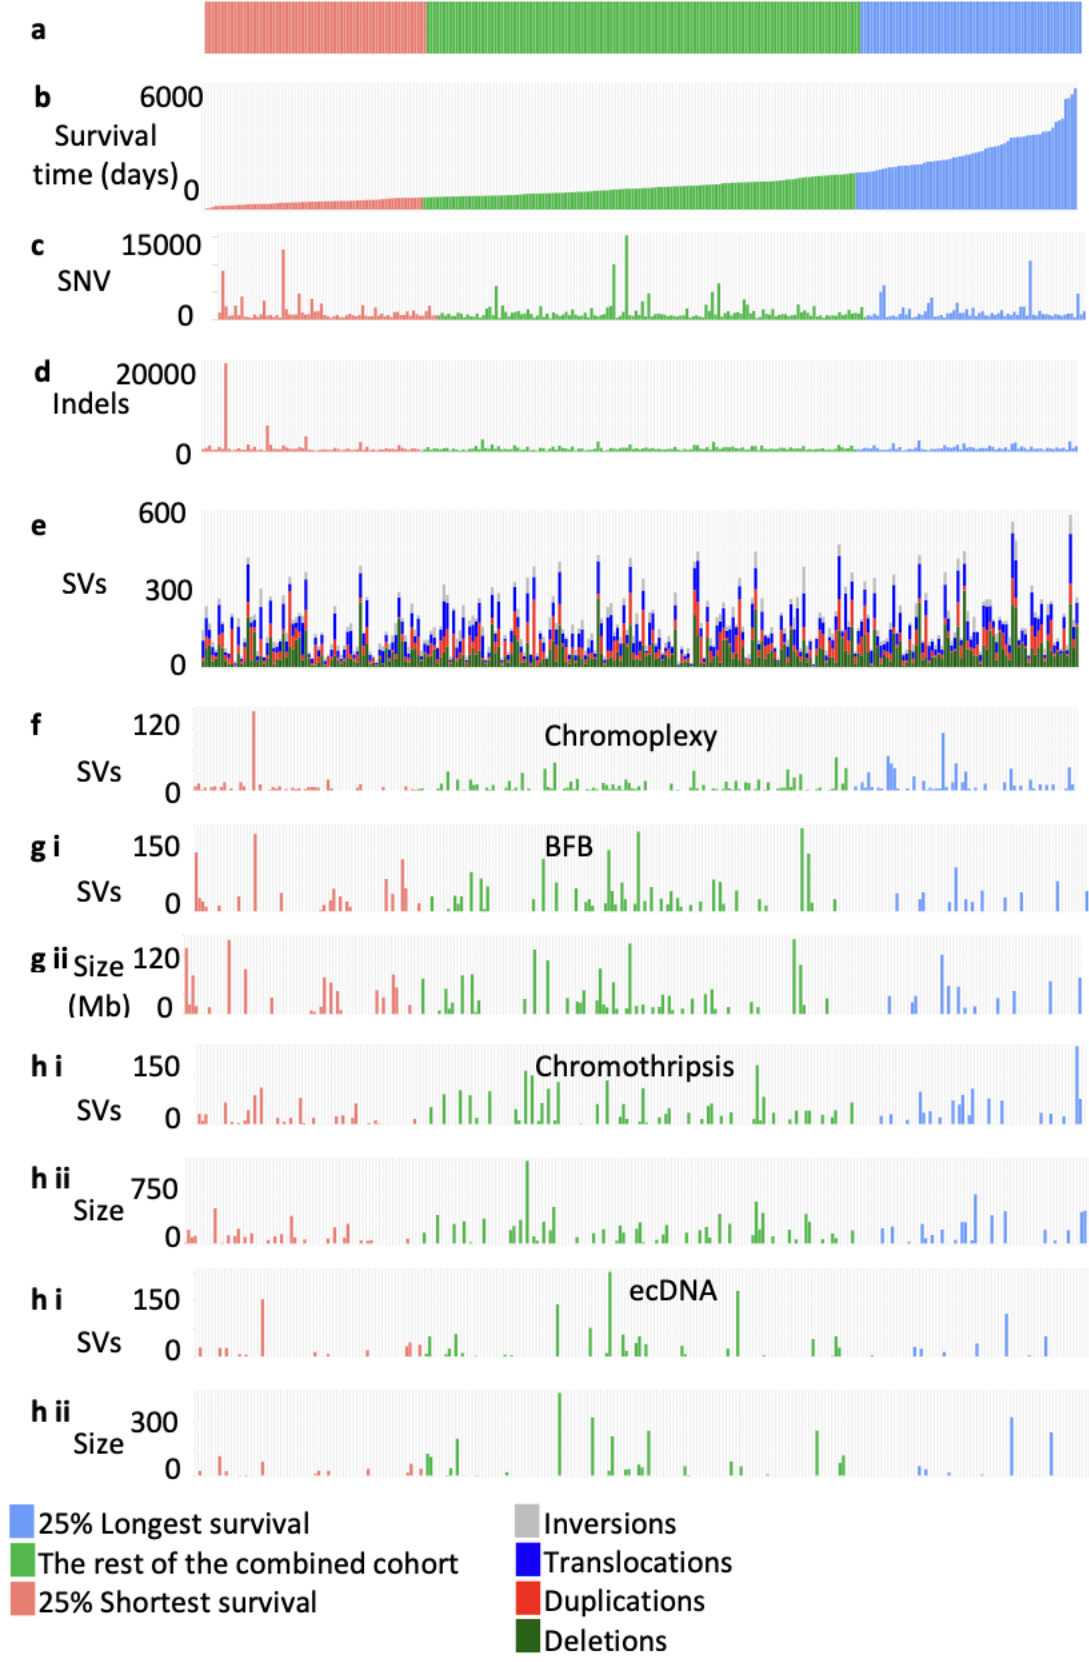 a
b 6000
Survival
time (days) 0
c 15000
SNV
0
d 20000
Indels
0
e 600
SVs 300
0
f 120
Chromoplexy
SVs
0
g i 150 BFB
SVs
0
g ii Size 120
(Mb) 0
h i 150 Chromothripsis
SVs
0
h ii 750
Size
0
h i 150 ecDNA
SVs
0
h ii 300
Size
0
25% Longest survival
The rest of the combined cohort
25% Shortest survival
Inversions
Translocations
Duplications
Deletions